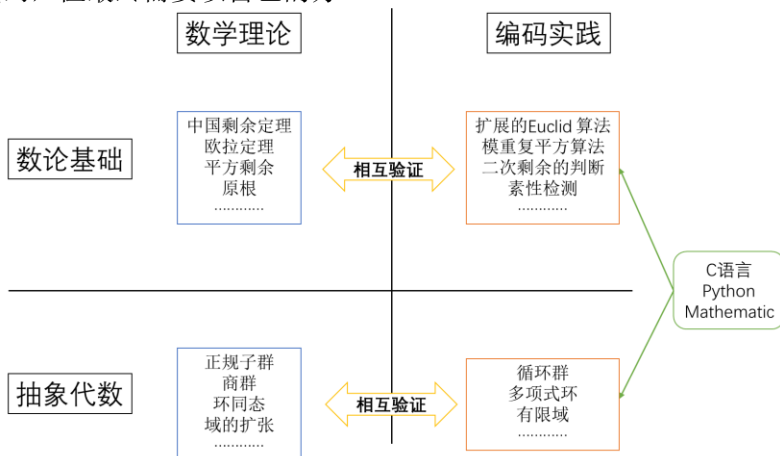 数学理论
编码实践
数论基础
中国剩余定理
欧拉定理
平方剩余
原根
…………
相互验证
扩展的Euclid 算法
模重复平方算法
二次剩余的判断
素性检测
…………
C语言
Python
Mathematic
抽象代数
正规子群
商群
环同态
域的扩张
…………
相互验证
循环群
多项式环
有限域
…………